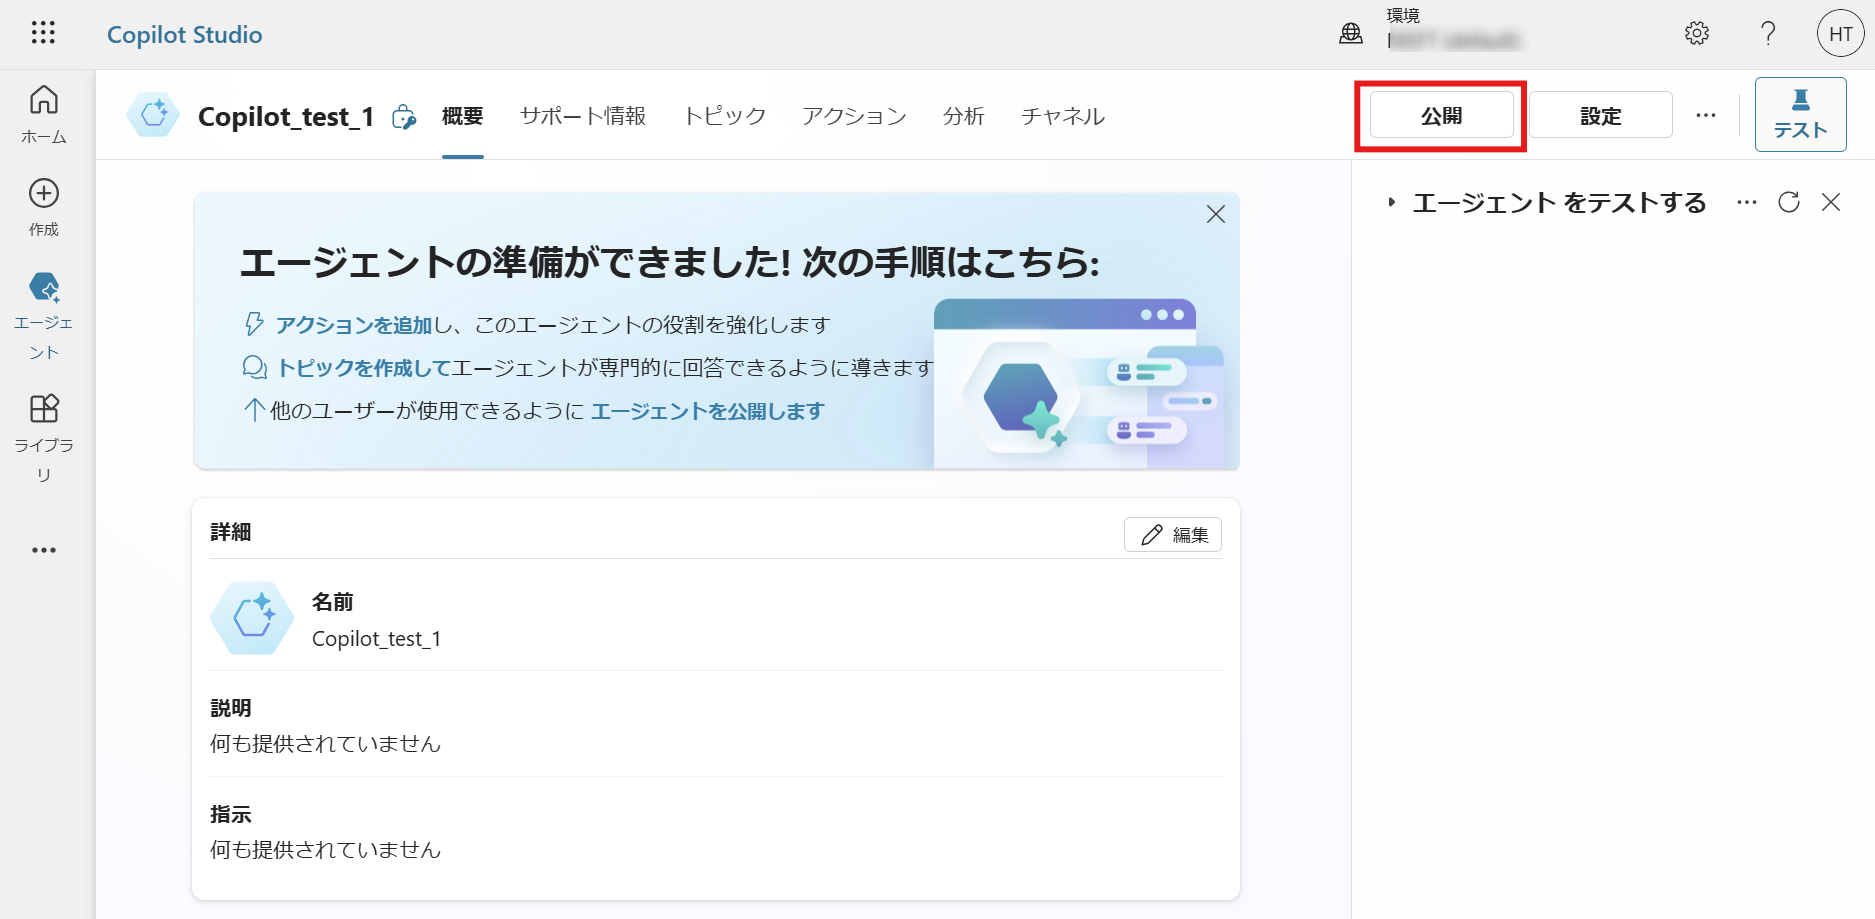 Copilot Studio
環境
HT
ホーム
作成
エージェ
ント
ライブラ
リ
Copilot_test_1
概要
サポート情報
トピック
アクション
分析
チャネル
公開
設定
テスト
エージェントの準備ができました! 次の手順はこちら:
アクションを追加し、このエージェントの役割を強化します
トピックを作成してエージェントが専門的に回答できるように導きます
他のユーザーが使用できるように エージェントを公開します
詳細
編集
名前
Copilot_test_1
説明
何も提供されていません
指示
何も提供されていません
エージェント をテストする